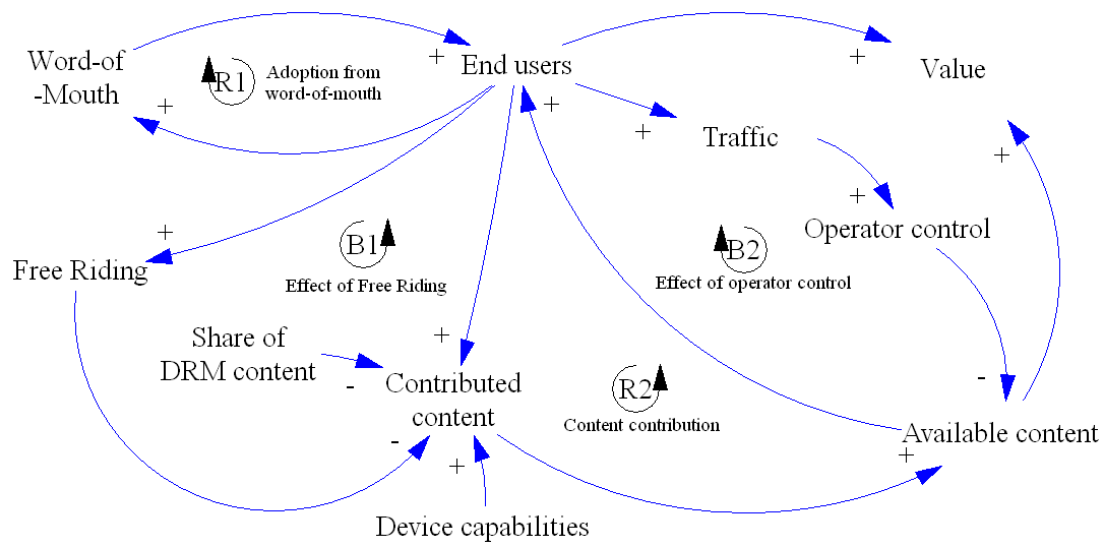 Word-of
-Mouth
+
R1
Adoption from
word-of-mouth
+
End users
+
+
Value
+
Traffic
+
+
Operator control
+
Free Riding
B1
Effect of Free Riding
B2
Effect of operator control
Share of
DRM content
-
+
Contributed
content
-
+
R2
Content contribution
-
Available content
+
Device capabilities